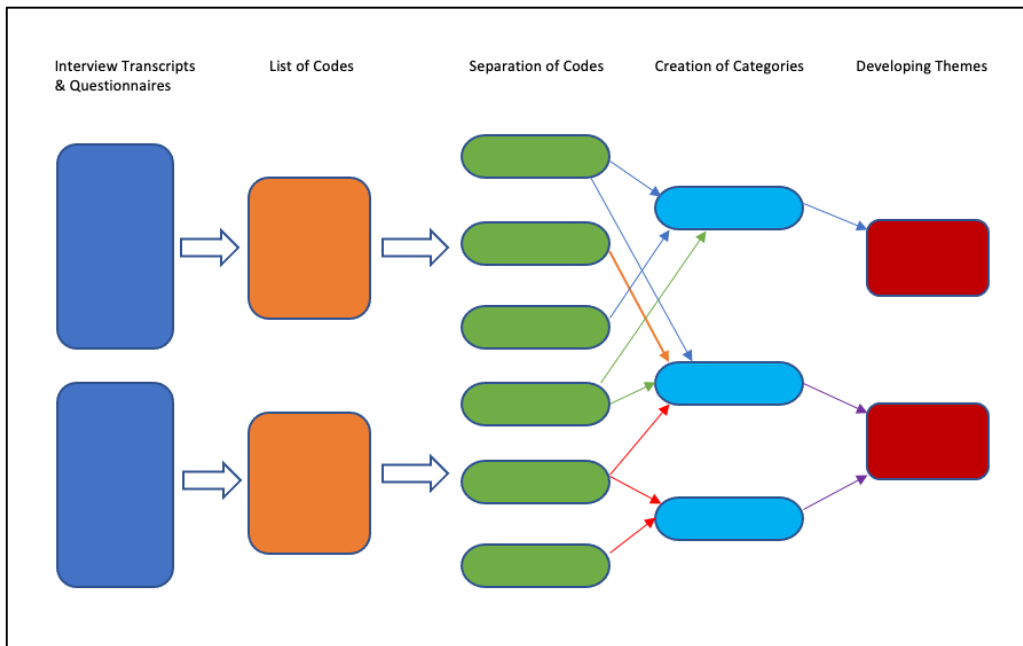 Interview Transcripts
& Questionnaires
List of Codes
Separation of Codes
Creation of Categories
Developing Themes